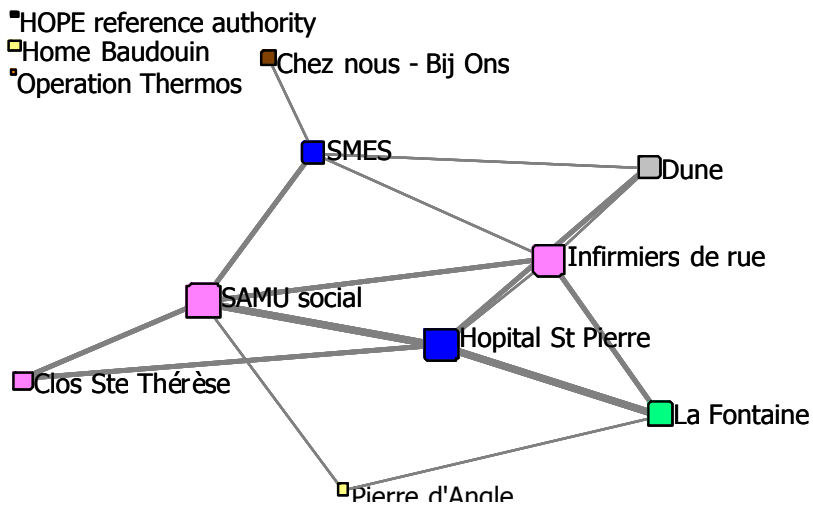 HOPE reference authority
Home Baudouin
Chez nous - Bij Ons
Operation Thermos
SMES
Dune
Infirmiers de rue
SAMU social
Hopital St Pierre
Clos Ste Thérèse
La Fontaine
Pierre d'Angle